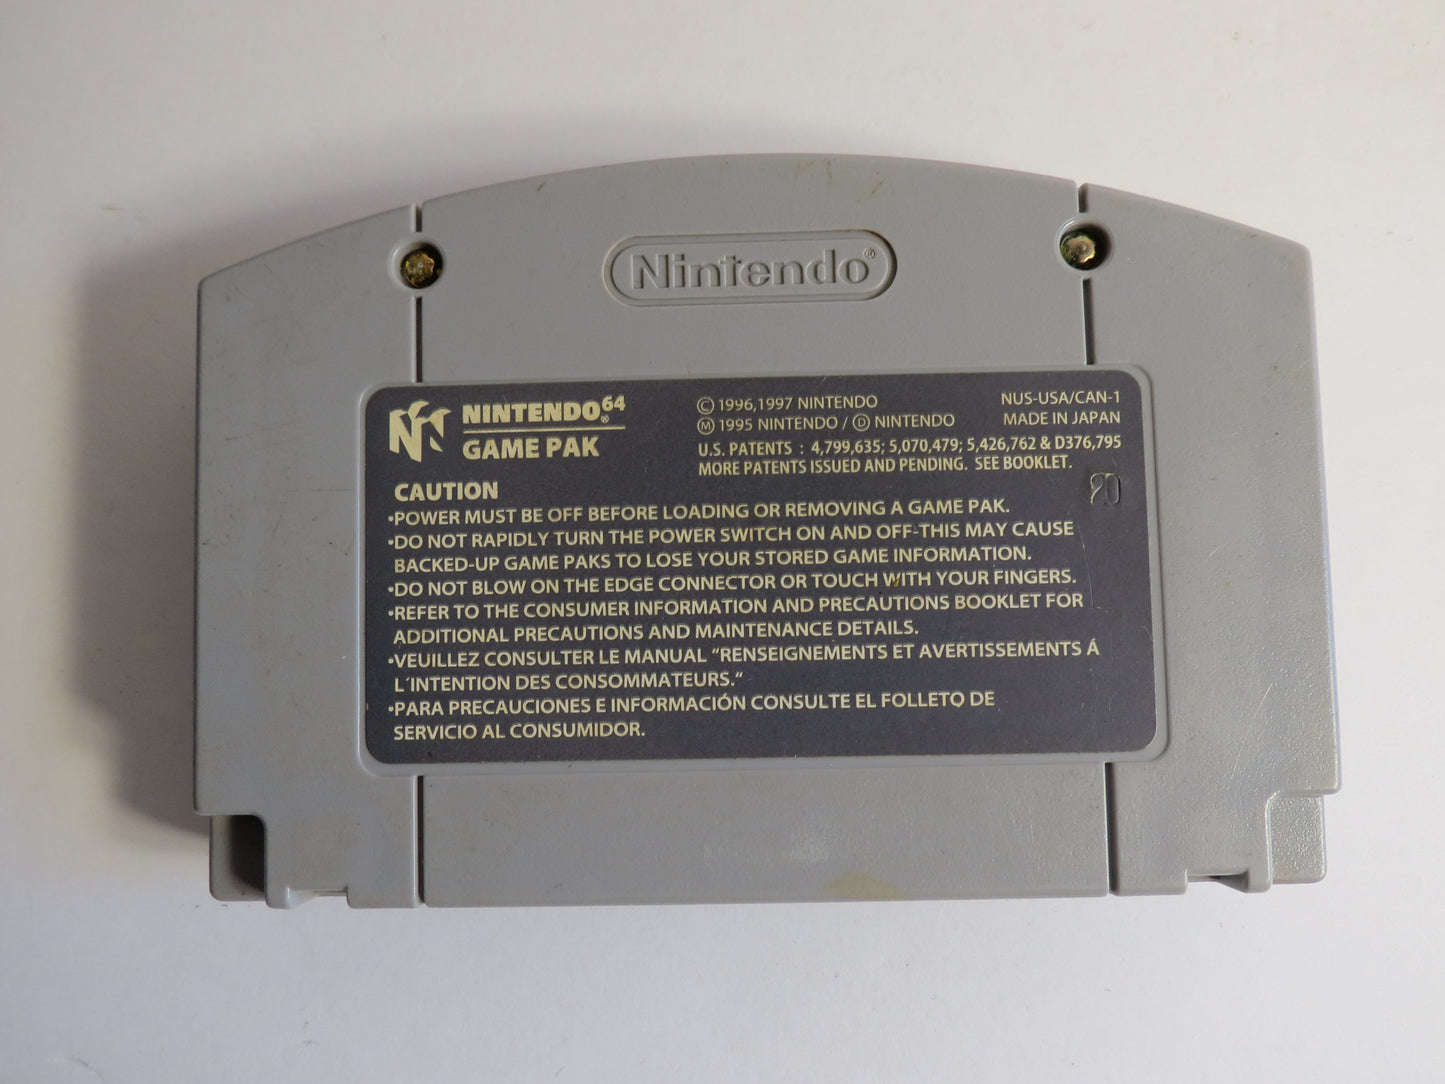 Nintendo®
NINTENDO⁶⁴®
GAME PAK
© 1996,1997 NINTENDO
Ⓜ 1995 NINTENDO / Ⓓ NINTENDO
NUS-USA/CAN-1
MADE IN JAPAN
U.S. PATENTS : 4,799,635; 5,070,479; 5,426,762 & D376,795
MORE PATENTS ISSUED AND PENDING. SEE BOOKLET.
20
CAUTION
•POWER MUST BE OFF BEFORE LOADING OR REMOVING A GAME PAK.
•DO NOT RAPIDLY TURN THE POWER SWITCH ON AND OFF-THIS MAY CAUSE
BACKED-UP GAME PAKS TO LOSE YOUR STORED GAME INFORMATION.
•DO NOT BLOW ON THE EDGE CONNECTOR OR TOUCH WITH YOUR FINGERS.
•REFER TO THE CONSUMER INFORMATION AND PRECAUTIONS BOOKLET FOR
ADDITIONAL PRECAUTIONS AND MAINTENANCE DETAILS.
•VEUILLEZ CONSULTER LE MANUAL "RENSEIGNEMENTS ET AVERTISSEMENTS Á
L´INTENTION DES CONSOMMATEURS."
•PARA PRECAUCIONES E INFORMACIÓN CONSULTE EL FOLLETO DE
SERVICIO AL CONSUMIDOR.